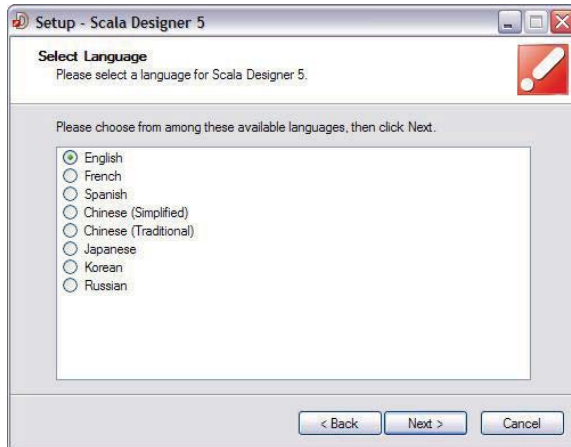 Setup - Scala Designer 5
Select Language
Please select a language for Scala Designer 5.
Please choose from among these available languages, then click Next.
English
French
Spanish
Chinese (Simplified)
Chinese (Traditional)
Japanese
Korean
Russian
< Back Next > Cancel